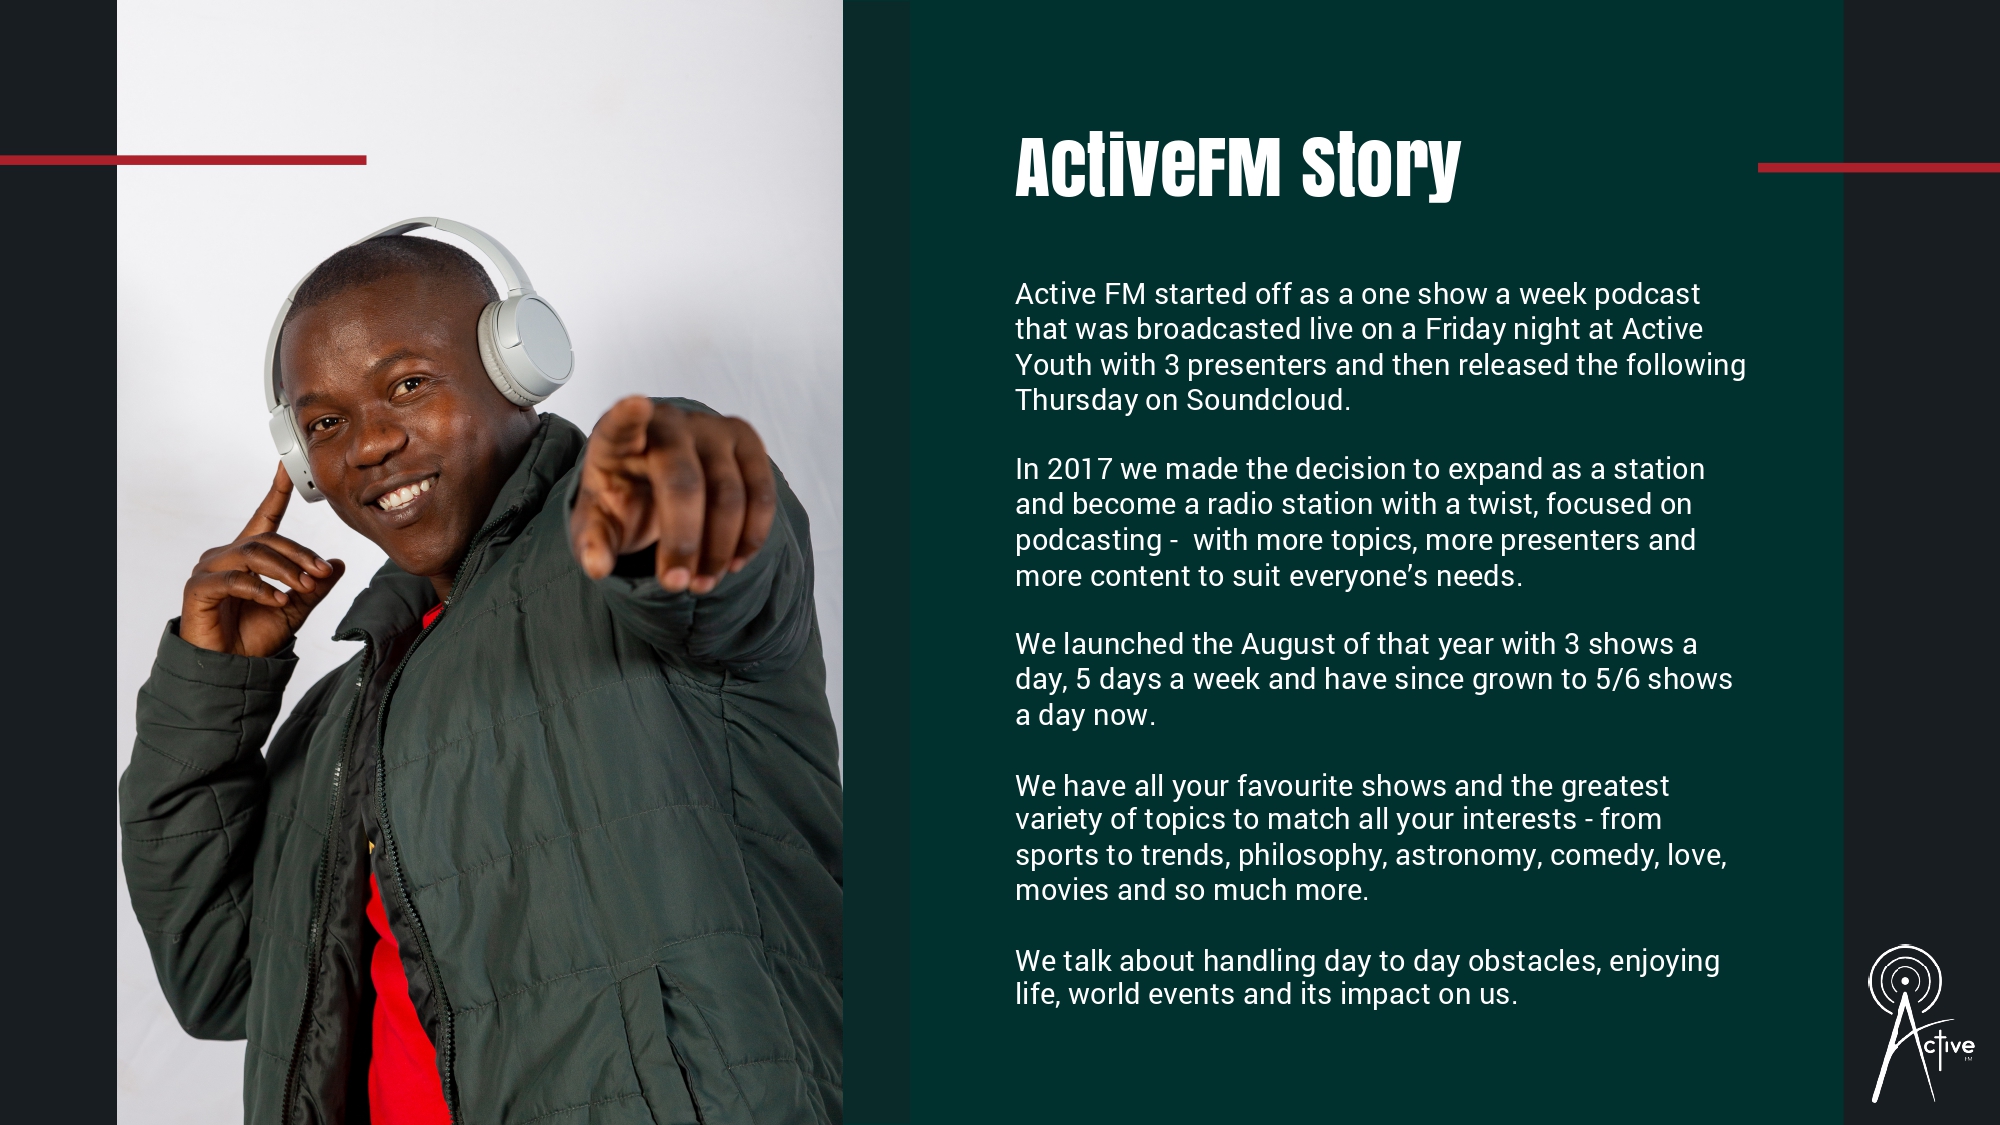 ActiveFM Story
Active FM started off as a one show a week podcast
that was broadcasted live on a Friday night at Active
Youth with 3 presenters and then released the following
Thursday on Soundcloud.
In 2017 we made the decision to expand as a station
and become a radio station with a twist, focused on
podcasting -  with more topics, more presenters and
more content to suit everyone’s needs.
We launched the August of that year with 3 shows a
day, 5 days a week and have since grown to 5/6 shows
a day now.
We have all your favourite shows and the greatest
variety of topics to match all your interests - from
sports to trends, philosophy, astronomy, comedy, love,
movies and so much more.
We talk about handling day to day obstacles, enjoying
life, world events and its impact on us.
Active
FM